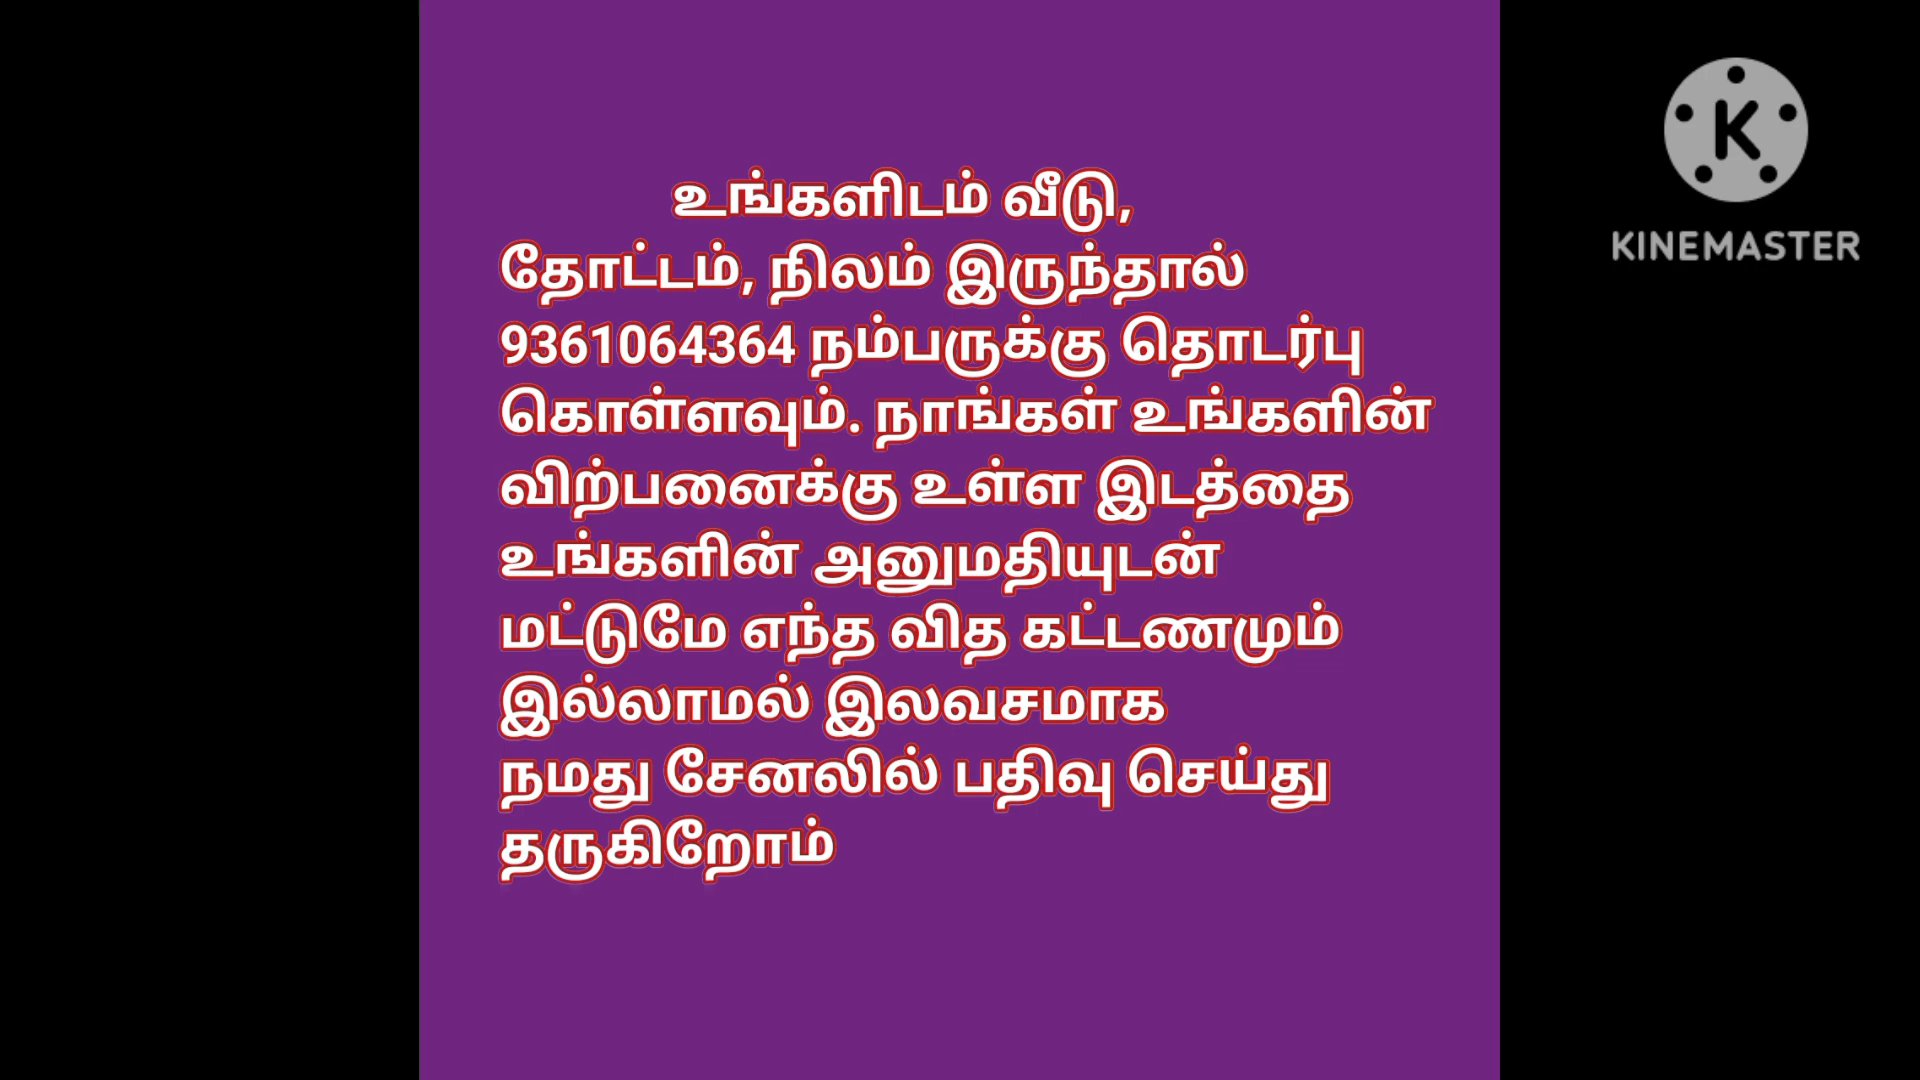 உங்களிடம் வீடு,
தோட்டம், நிலம் இருந்தால்
9361064364 நம்பருக்கு தொடர்பு
கொள்ளவும். நாங்கள் உங்களின்
விற்பனைக்கு உள்ள இடத்தை
உங்களின் அனுமதியுடன்
மட்டுமே எந்த வித கட்டணமும்
இல்லாமல் இலவசமாக
நமது சேனலில் பதிவு செய்து
தருகிறோம்
K
KINEMASTER